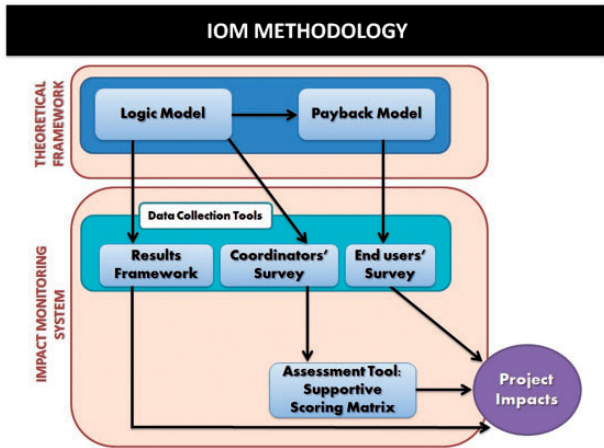 IOM METHODOLOGY
THEORETICAL
FRAMEWORK
Logic Model
Payback Model
IMPACT MONITORING
SYSTEM
Data Collection Tools
Results
Framework
Coordinators'
Survey
End users'
Survey
Assessment Tool:
Supportive
Scoring Matrix
Project
Impacts